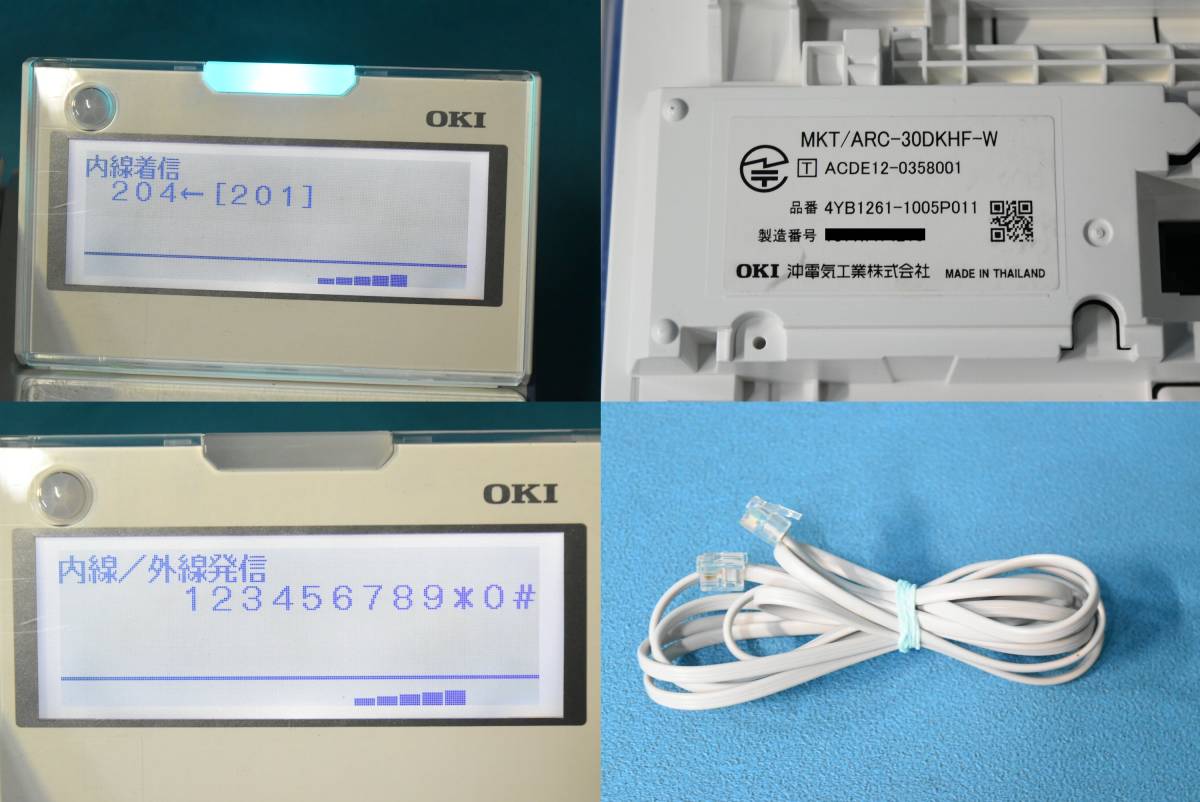 OKI
内線着信
204←[201]
MKT/ARC-30DKHF-W
T ACDE12-0358001
品番 4YB1261-1005P011
製造番号
OKI 沖電気工業株式会社 MADE IN THAILAND
OKI
内線/外線発信
123456789*0#